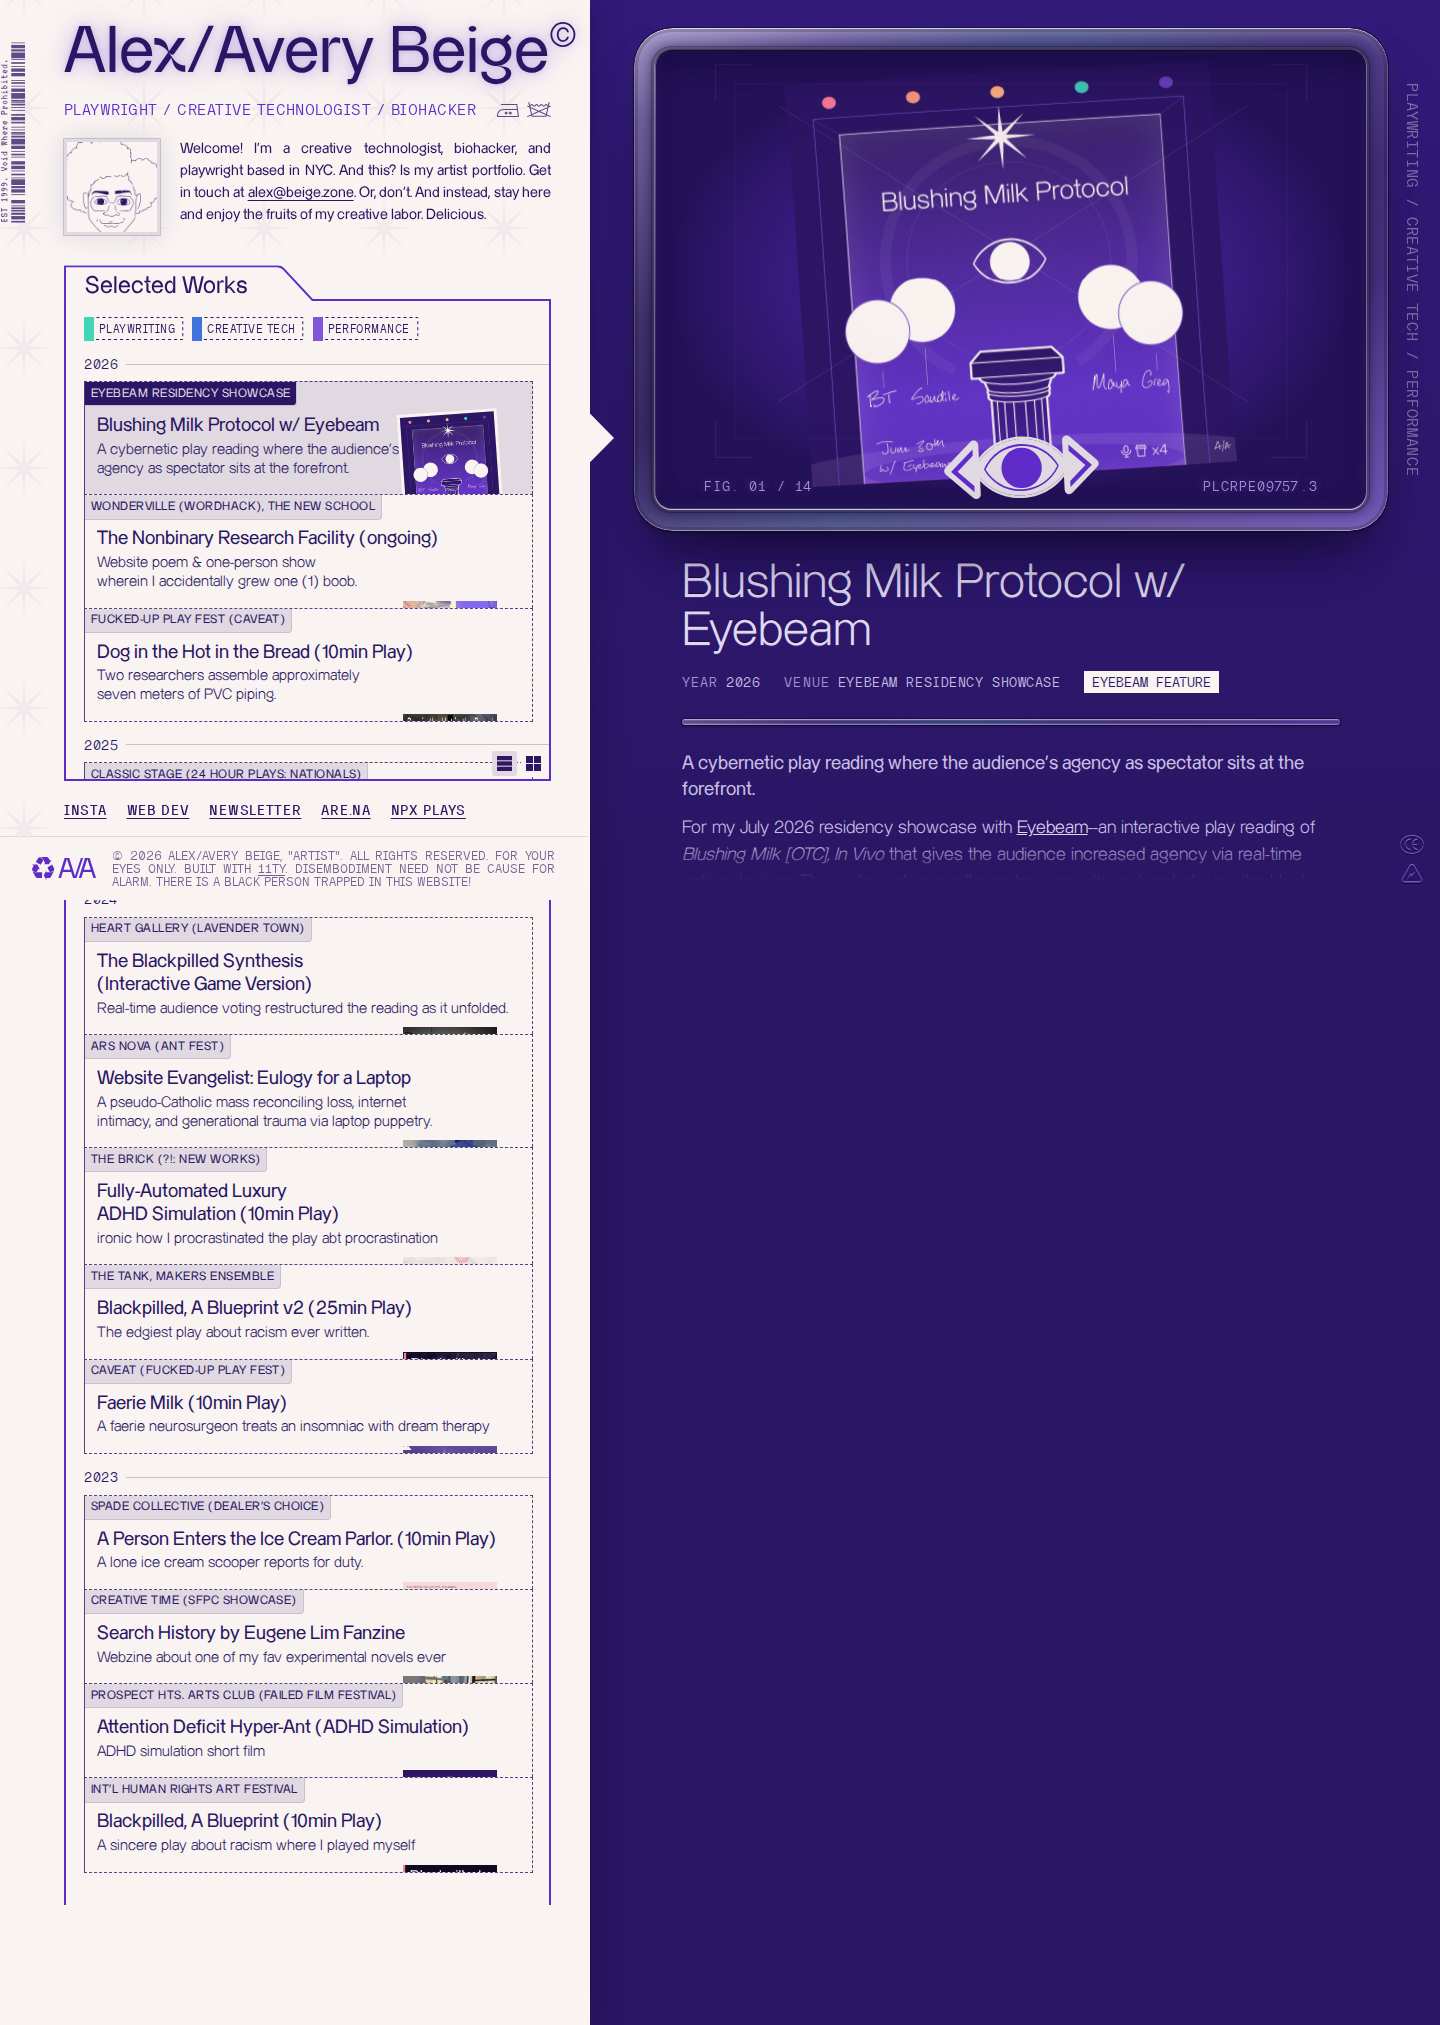 Alex/Avery Beige©
EST 1999. Void Where Prohibited.
PLAYWRIGHT / CREATIVE TECHNOLOGIST / BIOHACKER
Welcome! I'm a creative technologist, biohacker, and
playwright based in NYC. And this? Is my artist portfolio. Get
in touch at alex@beige.zone. Or, don't. And instead, stay here
and enjoy the fruits of my creative labor. Delicious.
Selected Works
PLAYWRITING
CREATIVE TECH
PERFORMANCE
2026
EYEBEAM RESIDENCY SHOWCASE
Blushing Milk Protocol w/ Eyebeam
A cybernetic play reading where the audience's
agency as spectator sits at the forefront.
Blushing Milk Protocol
WONDERVILLE (WORDHACK), THE NEW SCHOOL
The Nonbinary Research Facility (ongoing)
Website poem & one-person show
wherein I accidentally grew one (1) boob.
FUCKED-UP PLAY FEST (CAVEAT)
Dog in the Hot in the Bread (10min Play)
Two researchers assemble approximately
seven meters of PVC piping.
2025
CLASSIC STAGE (24 HOUR PLAYS: NATIONALS)
INSTA
WEB DEV
NEWSLETTER
ARE.NA
NPX PLAYS
A/A
© 2026 ALEX/AVERY BEIGE, "ARTIST". ALL RIGHTS RESERVED. FOR YOUR
EYES ONLY. BUILT WITH 11TY. DISEMBODIMENT NEED NOT BE CAUSE FOR
ALARM. THERE IS A BLACK PERSON TRAPPED IN THIS WEBSITE!
2024
HEART GALLERY (LAVENDER TOWN)
The Blackpilled Synthesis
(Interactive Game Version)
Real-time audience voting restructured the reading as it unfolded.
ARS NOVA (ANT FEST)
Website Evangelist: Eulogy for a Laptop
A pseudo-Catholic mass reconciling loss, internet
intimacy, and generational trauma via laptop puppetry.
THE BRICK (?!: NEW WORKS)
Fully-Automated Luxury
ADHD Simulation (10min Play)
ironic how I procrastinated the play abt procrastination
THE TANK, MAKERS ENSEMBLE
Blackpilled, A Blueprint v2 (25min Play)
The edgiest play about racism ever written.
CAVEAT (FUCKED-UP PLAY FEST)
Faerie Milk (10min Play)
A faerie neurosurgeon treats an insomniac with dream therapy
2023
SPADE COLLECTIVE (DEALER'S CHOICE)
A Person Enters the Ice Cream Parlor. (10min Play)
A lone ice cream scooper reports for duty.
CREATIVE TIME (SFPC SHOWCASE)
Search History by Eugene Lim Fanzine
Webzine about one of my fav experimental novels ever
PROSPECT HTS. ARTS CLUB (FAILED FILM FESTIVAL)
Attention Deficit Hyper-Ant (ADHD Simulation)
ADHD simulation short film
INT'L HUMAN RIGHTS ART FESTIVAL
Blackpilled, A Blueprint (10min Play)
A sincere play about racism where I played myself
Blushing Milk Protocol
BT Saudile
Maya Greg
June 30th
w/ Eyebeam
x4
A/A
FIG. 01 / 14
PLCRPE09757.3
PLAYWRITING / CREATIVE TECH / PERFORMANCE
Blushing Milk Protocol w/
Eyebeam
YEAR 2026 VENUE EYEBEAM RESIDENCY SHOWCASE EYEBEAM FEATURE
A cybernetic play reading where the audience's agency as spectator sits at the
forefront.
For my July 2026 residency showcase with Eyebeam--an interactive play reading of
Blushing Milk [OTC], In Vivo that gives the audience increased agency via real-time